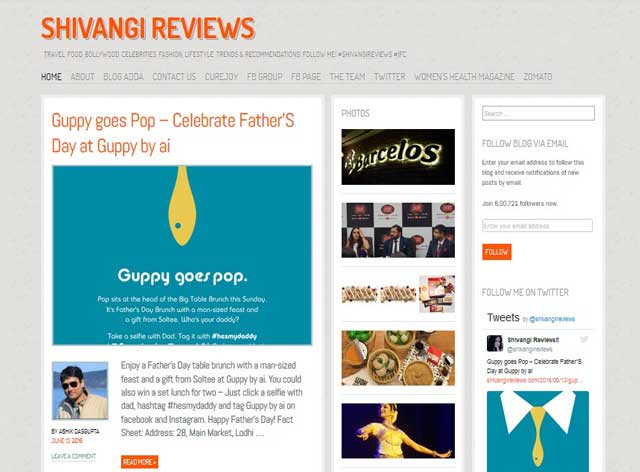 SHIVANGI REVIEWS
TRAVEL, FOOD, BOLLYWOOD, CELEBRITIES, FASHION, LIFESTYLE, TRENDS & RECOMMENDATIONS! FOLLOW ME! #SHIVANGIREVIEWS #JFC
HOME ABOUT BLOG ADDA CONTACT US CUREJOY FB GROUP FB PAGE THE TEAM TWITTER WOMEN'S HEALTH MAGAZINE ZOMATO
Guppy goes Pop – Celebrate Father'S
Day at Guppy by ai
Guppy goes pop.
Pop sits at the head of the Big Table Brunch this Sunday.
It's Father's Day Brunch with a man-sized feast and
a gift from Soltee. Who's your daddy?
Take a selfie with Dad. Tag it with #hesmydaddy
BY ABHIK DASGUPTA
JUNE 13, 2016
LEAVE A COMMENT
Enjoy a Father's Day table brunch with a man-sized
feast and a gift from Soltee at Guppy by ai. You could
also win a set lunch for two – Just click a selfie with
dad, hashtag #hesmydaddy and tag Guppy by ai on
facebook and Instagram. Happy Father's Day! Fact
Sheet: Address: 28, Main Market, Lodhi …
READ MORE »
PHOTOS
Barcelos
Search …
FOLLOW BLOG VIA EMAIL
Enter your email address to follow this
blog and receive notifications of new
posts by email.
Join 6,00,721 followers now.
Enter your email address
FOLLOW
FOLLOW ME ON TWITTER
Tweets by @shivangireviews
Shivangi Reviews!!
@shivangireviews
Guppy goes Pop – Celebrate Father'S
Day at Guppy by ai
shivangireviews.com/2016/06/13/gup…